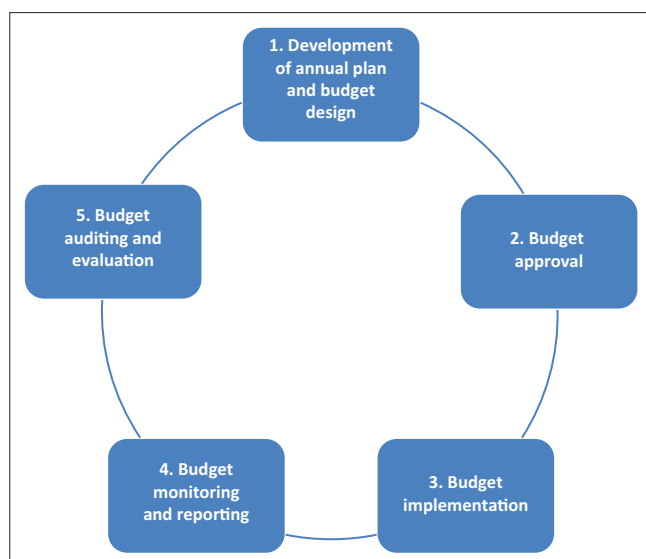 1. Development
of annual plan
and budget
design
2. Budget
approval
3. Budget
implementation
4. Budget
monitoring
and reporting
5. Budget
auditing and
evaluation